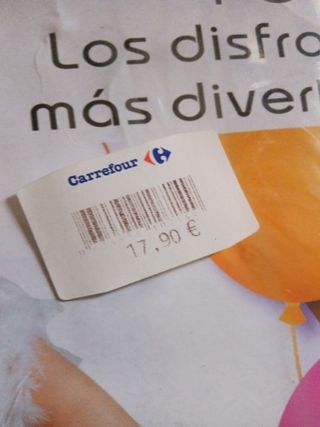 Los disfra
más diver
Carrefour
17,90 €